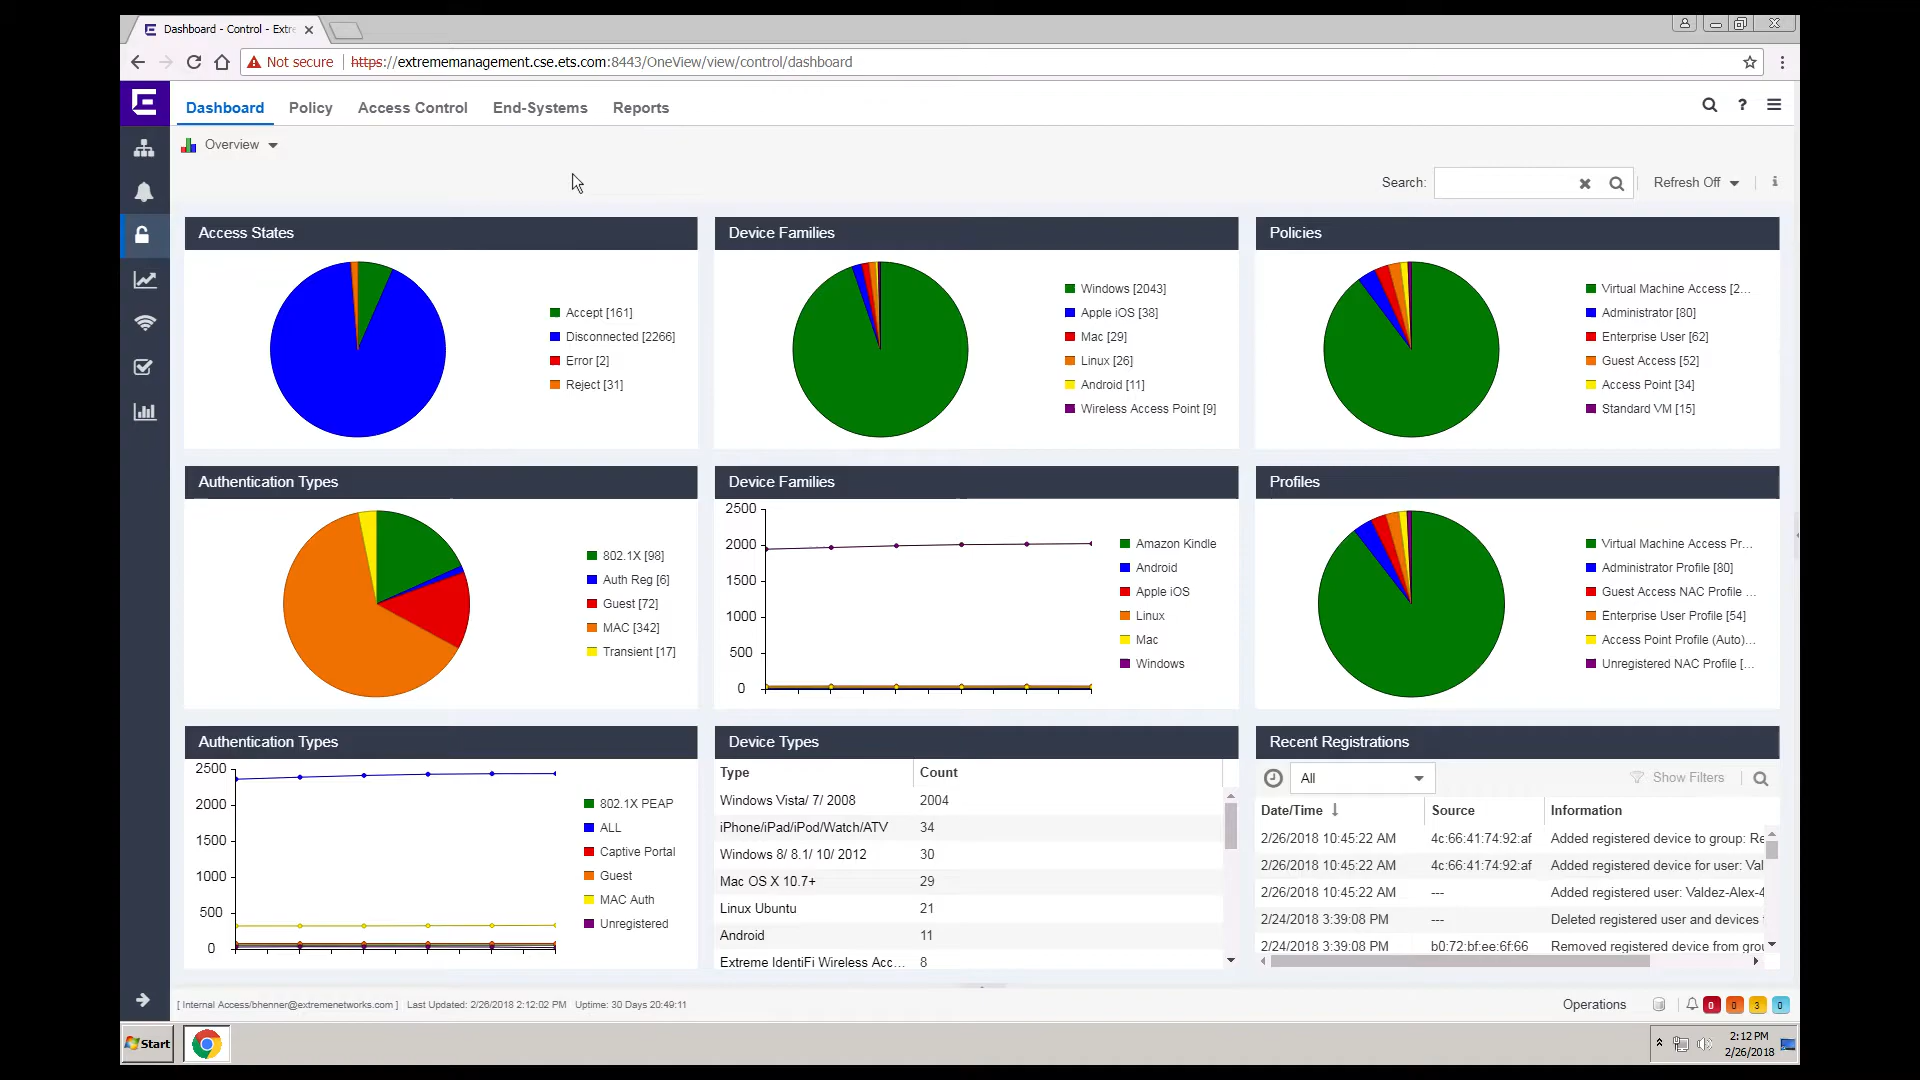 Dashboard - Control - Extr
Not secure | https://extrememanagement.cse.ets.com:8443/OneView/view/control/dashboard
Dashboard Policy Access Control End-Systems Reports
Overview
Search: Refresh Off
Access States
Accept [161]
Disconnected [2266]
Error [2]
Reject [31]
Device Families
Windows [2043]
Apple iOS [38]
Mac [29]
Linux [26]
Android [11]
Wireless Access Point [9]
Policies
Virtual Machine Access [2...
Administrator [80]
Enterprise User [62]
Guest Access [52]
Access Point [34]
Standard VM [15]
Authentication Types
802.1X [98]
Auth Reg [6]
Guest [72]
MAC [342]
Transient [17]
Device Families
2500
2000
1500
1000
500
0
Amazon Kindle
Android
Apple iOS
Linux
Mac
Windows
Profiles
Virtual Machine Access Pr...
Administrator Profile [80]
Guest Access NAC Profile ...
Enterprise User Profile [54]
Access Point Profile (Auto)...
Unregistered NAC Profile [...
Authentication Types
2500
2000
1500
1000
500
0
802.1X PEAP
ALL
Captive Portal
Guest
MAC Auth
Unregistered
Device Types
Type Count
Windows Vista/ 7/ 2008 2004
iPhone/iPad/iPod/Watch/ATV 34
Windows 8/ 8.1/ 10/ 2012 30
Mac OS X 10.7+ 29
Linux Ubuntu 21
Android 11
Extreme IdentiFi Wireless Acc... 8
Recent Registrations
All Show Filters
Date/Time Source Information
2/26/2018 10:45:22 AM 4c:66:41:74:92:af Added registered device to group: Re
2/26/2018 10:45:22 AM 4c:66:41:74:92:af Added registered device for user: Val
2/26/2018 10:45:22 AM --- Added registered user: Valdez-Alex-4
2/24/2018 3:39:08 PM --- Deleted registered user and devices
2/24/2018 3:39:08 PM b0:72:bf:ee:6f:66 Removed registered device from grou
[ Internal Access/bhenner@extremenetworks.com ] Last Updated: 2/26/2018 2:12:02 PM Uptime: 30 Days 20:49:11
Operations 0 0 3 0
Start
2:12 PM
2/26/2018